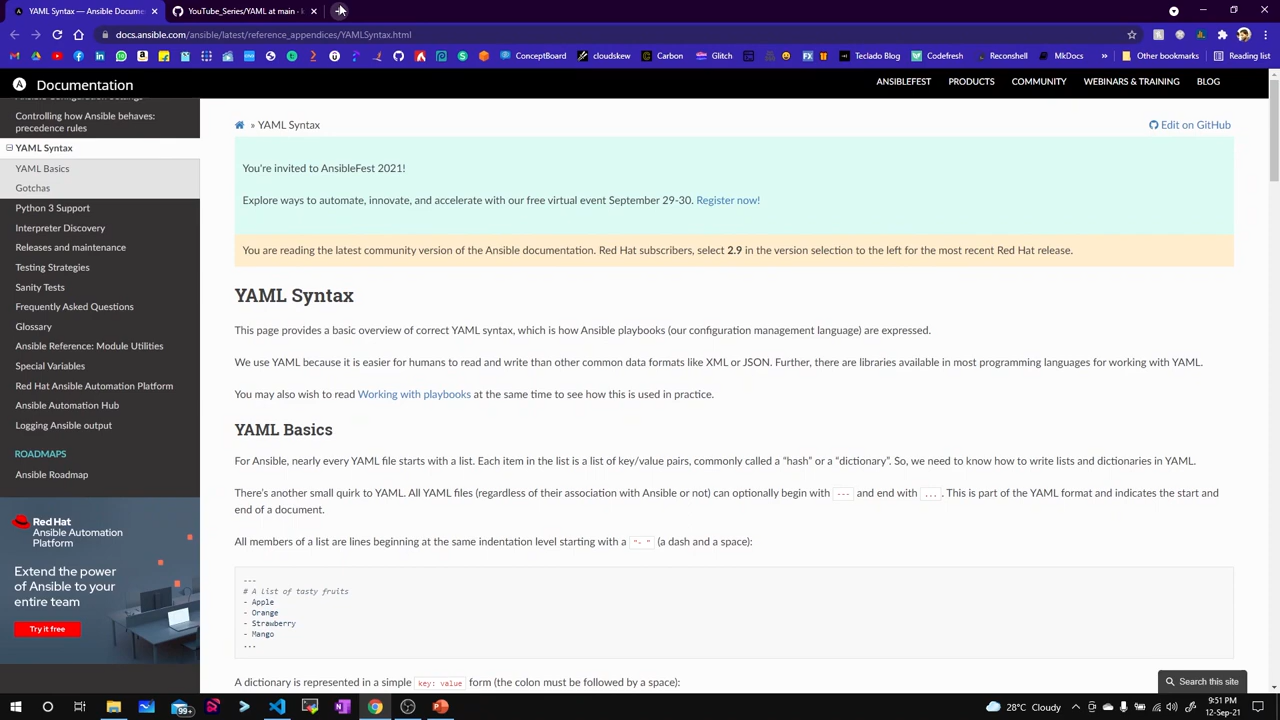 YAML Syntax — Ansible Docume
YouTube_Series/YAML at main · k
docs.ansible.com/ansible/latest/reference_appendices/YAMLSyntax.html
ConceptBoard
cloudskew
Carbon
Glitch
Teclado Blog
Codefresh
Reconshell
MkDocs
»
Other bookmarks
Reading list
Documentation
ANSIBLEFEST
PRODUCTS
COMMUNITY
WEBINARS & TRAINING
BLOG
Ansible Configuration Settings
Controlling how Ansible behaves:
precedence rules
YAML Syntax
YAML Basics
Gotchas
Python 3 Support
Interpreter Discovery
Releases and maintenance
Testing Strategies
Sanity Tests
Frequently Asked Questions
Glossary
Ansible Reference: Module Utilities
Special Variables
Red Hat Ansible Automation Platform
Ansible Automation Hub
Logging Ansible output
ROADMAPS
Ansible Roadmap
Red Hat
Ansible Automation
Platform
Extend the power
of Ansible to your
entire team
Try it free
» YAML Syntax
Edit on GitHub
You're invited to AnsibleFest 2021!
Explore ways to automate, innovate, and accelerate with our free virtual event September 29-30. Register now!
You are reading the latest community version of the Ansible documentation. Red Hat subscribers, select 2.9 in the version selection to the left for the most recent Red Hat release.
YAML Syntax
This page provides a basic overview of correct YAML syntax, which is how Ansible playbooks (our configuration management language) are expressed.
We use YAML because it is easier for humans to read and write than other common data formats like XML or JSON. Further, there are libraries available in most programming languages for working with YAML.
You may also wish to read Working with playbooks at the same time to see how this is used in practice.
YAML Basics
For Ansible, nearly every YAML file starts with a list. Each item in the list is a list of key/value pairs, commonly called a “hash” or a “dictionary”. So, we need to know how to write lists and dictionaries in YAML.
There’s another small quirk to YAML. All YAML files (regardless of their association with Ansible or not) can optionally begin with --- and end with .... This is part of the YAML format and indicates the start and
end of a document.
All members of a list are lines beginning at the same indentation level starting with a "- " (a dash and a space):
---
# A list of tasty fruits
- Apple
- Orange
- Strawberry
- Mango
...
A dictionary is represented in a simple key: value form (the colon must be followed by a space):
Search this site
99+
28°C Cloudy
9:51 PM
12-Sep-21